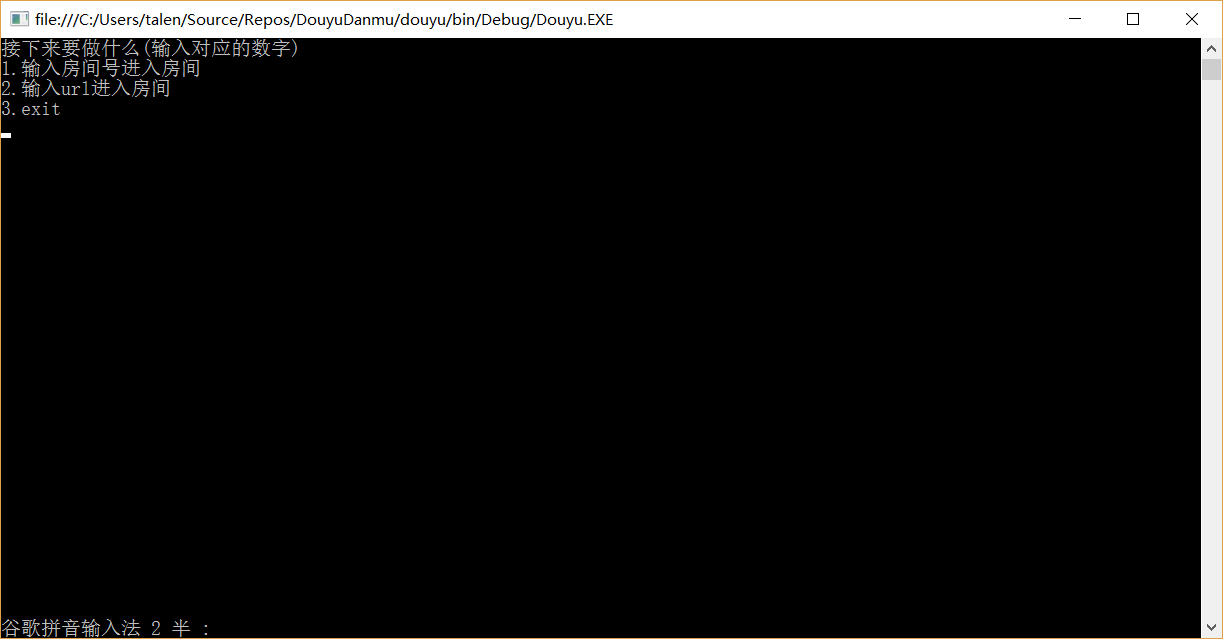 file:///C:/Users/talen/Source/Repos/DouyuDanmu/douyu/bin/Debug/Douyu.EXE
接下来要做什么(输入对应的数字)
1.输入房间号进入房间
2.输入url进入房间
3.exit
谷歌拼音输入法 2 半 :